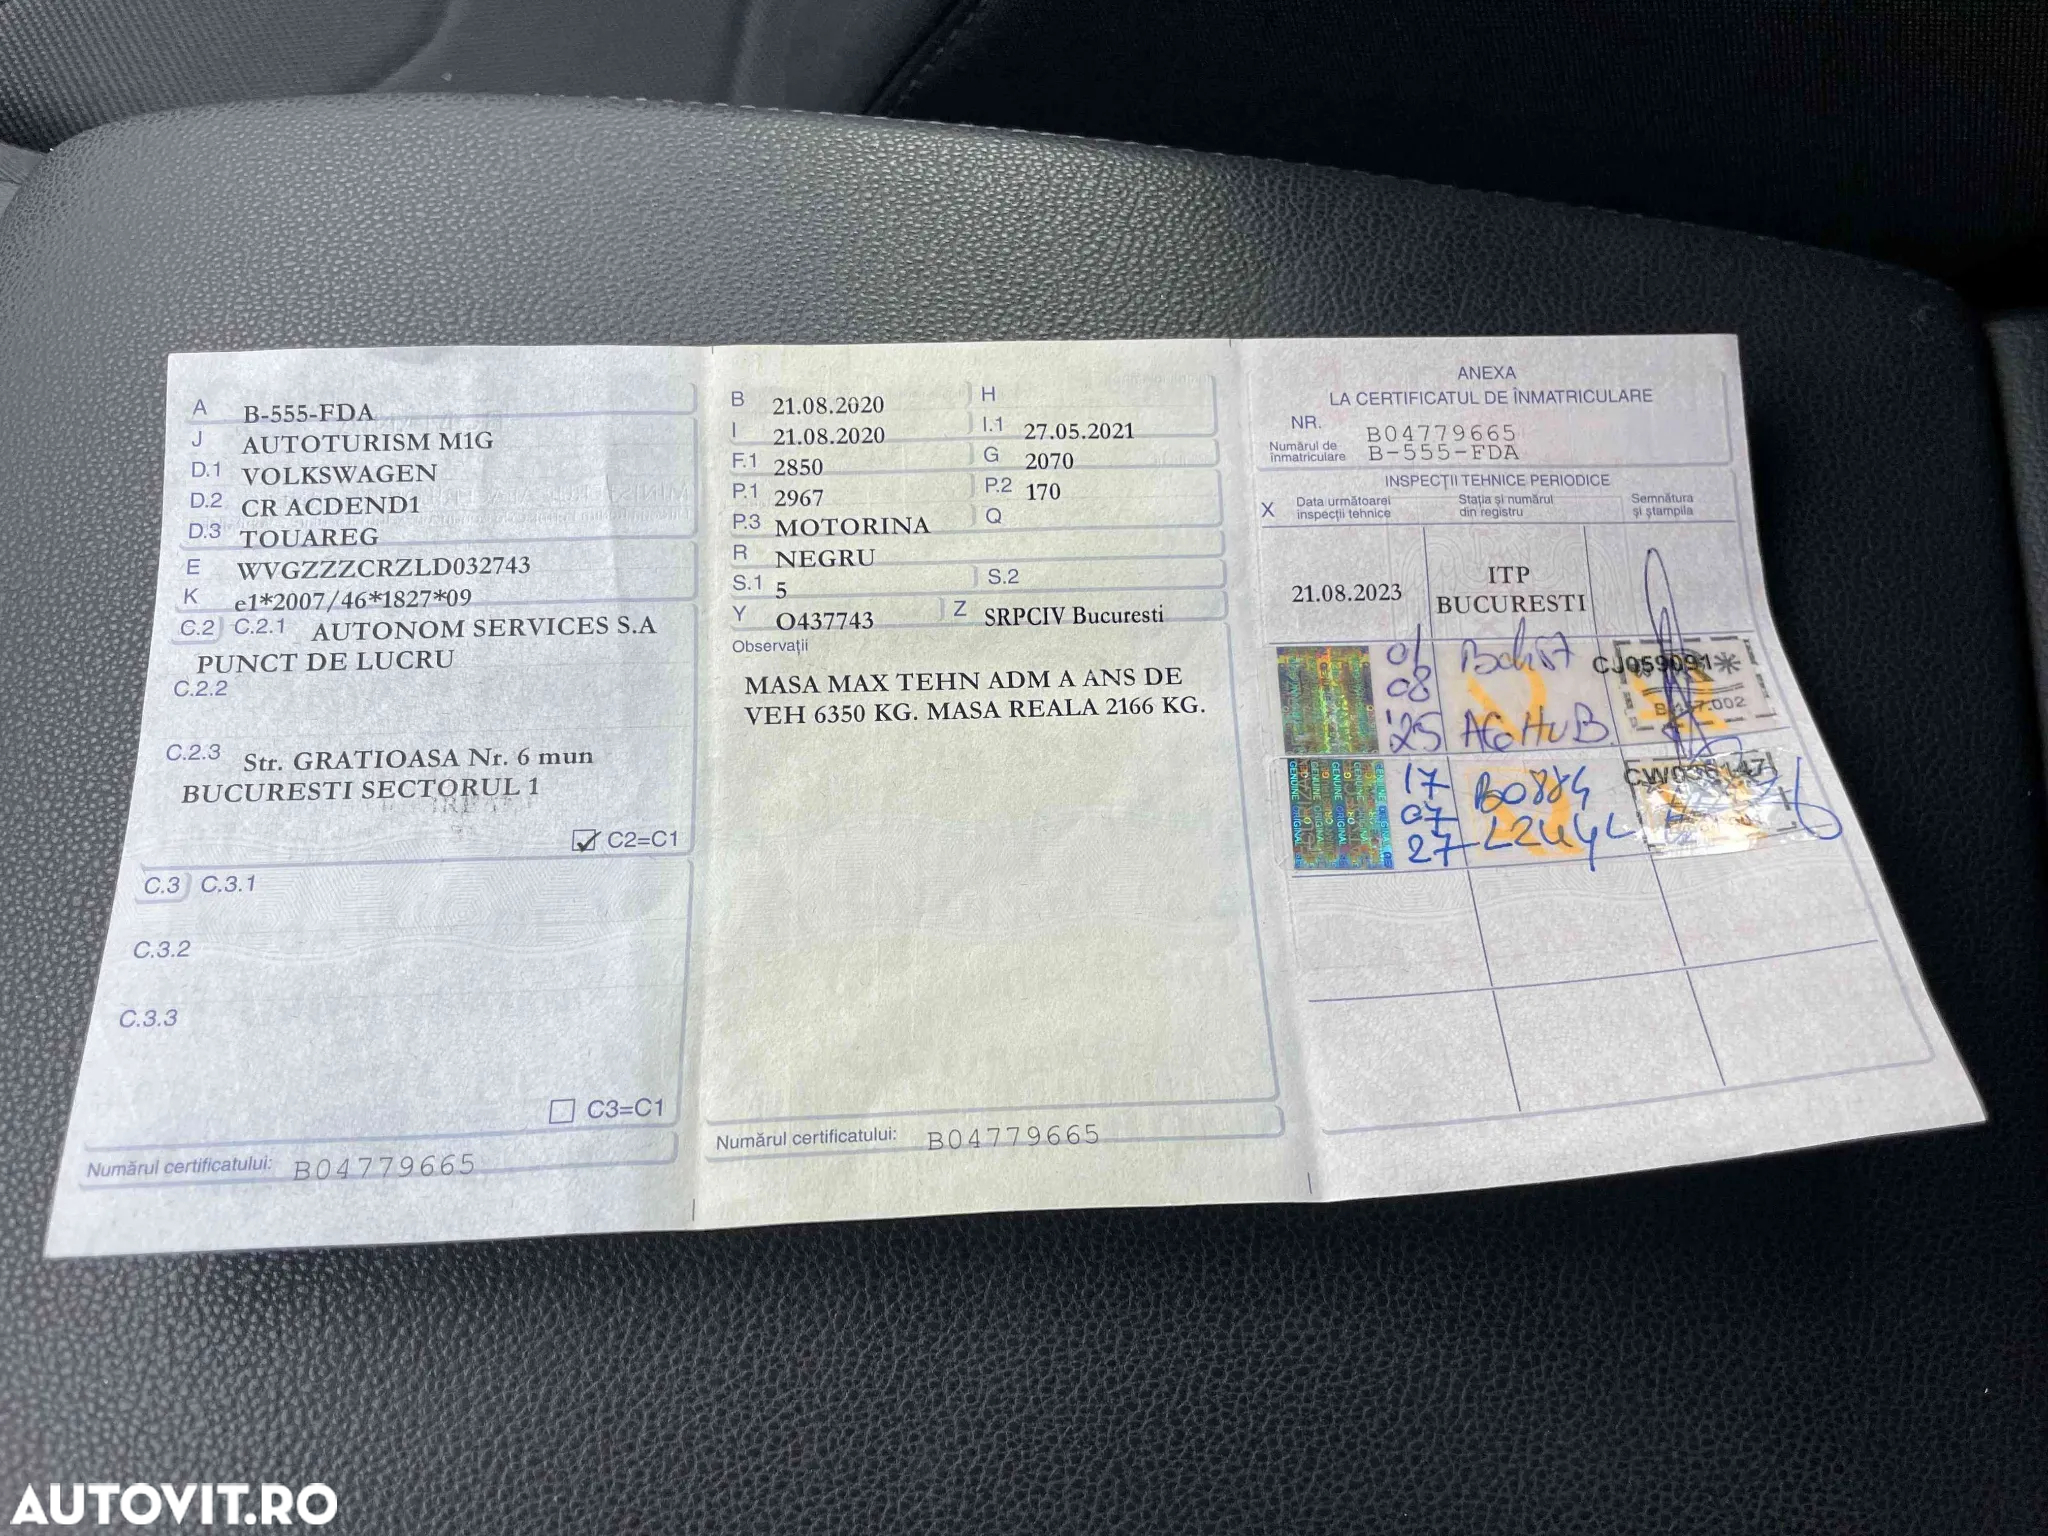 A B-555-FDA
J AUTOTURISM M1G
D.1 VOLKSWAGEN
D.2 CR ACDEND1
D.3 TOUAREG
E WVGZZZCRZLD032743
K e1*2007/46*1827*09
C.2 C.2.1 AUTONOM SERVICES S.A
PUNCT DE LUCRU
C.2.2
C.2.3 Str. GRATIOASA Nr. 6 mun
BUCURESTI SECTORUL 1
C2=C1
C.3 C.3.1
C.3.2
C.3.3
C3=C1
Numărul certificatului: B04779665
B 21.08.2020 H
I 21.08.2020 I.1 27.05.2021
F.1 2850 G 2070
P.1 2967 P.2 170
P.3 MOTORINA Q
R NEGRU
S.1 5 S.2
Y O437743 Z SRPCIV Bucuresti
Observații
MASA MAX TEHN ADM A ANS DE
VEH 6350 KG. MASA REALA 2166 KG.
Numărul certificatului: B04779665
ANEXA
LA CERTIFICATUL DE ÎNMATRICULARE
NR. B04779665
Numărul de înmatriculare B-555-FDA
INSPECȚII TEHNICE PERIODICE
X Data următoarei inspecții tehnice Stația și numărul din registru Semnătura și ștampila
21.08.2023 ITP BUCURESTI
01 CJ059091
08
'25
17 CW036147
07
27
GENUINE ORIGINAL
AUTOVIT.RO